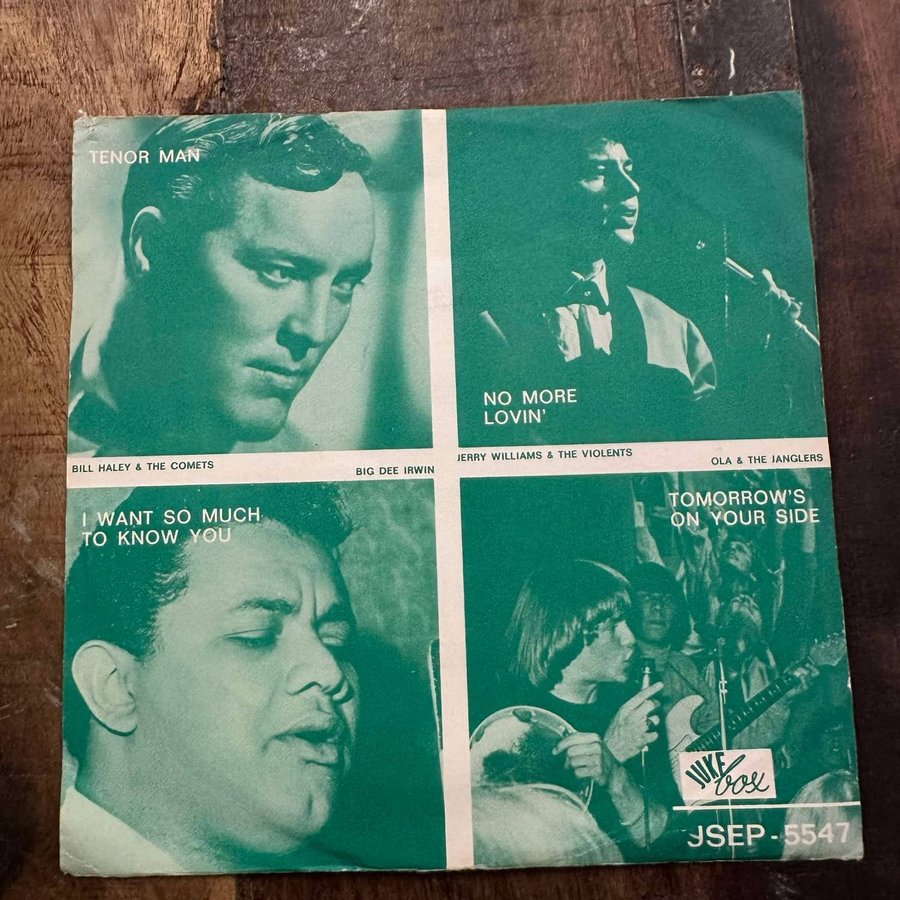 TENOR MAN
NO MORE
LOVIN'
BILL HALEY & THE COMETS
BIG DEE IRWIN
JERRY WILLIAMS & THE VIOLENTS
OLA & THE JANGLERS
I WANT SO MUCH
TO KNOW YOU
TOMORROW'S
ON YOUR SIDE
JUKE
box
JSEP-5547